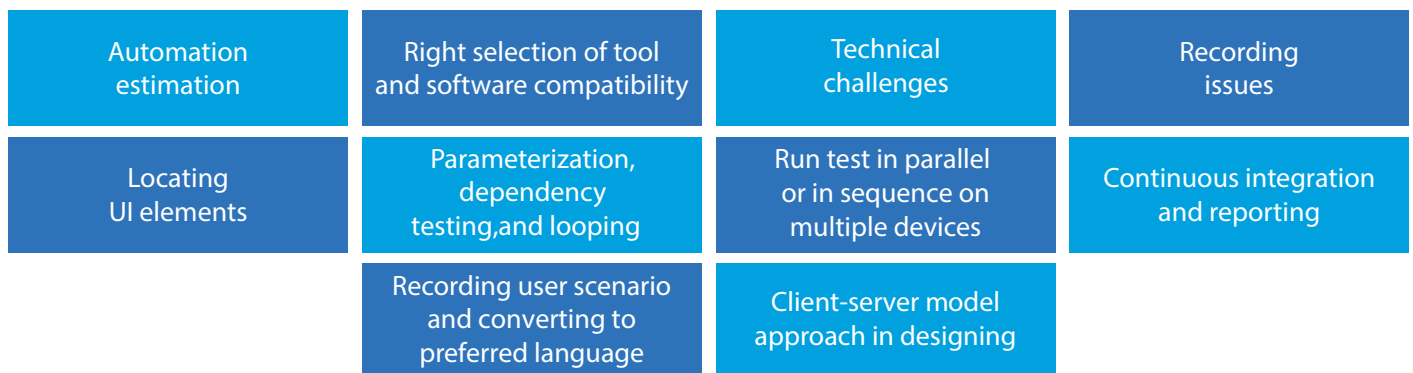 Automation
estimation
Right selection of tool
and software compatibility
Technical
challenges
Recording
issues
Locating
UI elements
Parameterization,
dependency
testing,and looping
Run test in parallel
or in sequence on
multiple devices
Continuous integration
and reporting
Recording user scenario
and converting to
preferred language
Client-server model
approach in designing